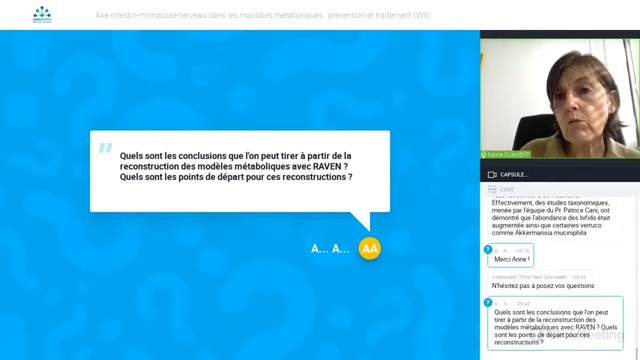 Axe intestin-microbiote-cerveau dans les maladies métaboliques : prévention et traitement (W9)
Quels sont les conclusions que l'on peut tirer à partir de la
reconstruction des modèles métaboliques avec RAVEN ?
Quels sont les points de départ pour ces reconstructions ?
A... A...
AA
Karine CLEMENT
CAPSULE...
CHAT
Effectivement, des études taxonomiques,
menée par l'équipe du Pr. Patrice Cani, ont
démontré que l'abondance des bifido était
augmentée ainsi que certaines verruco
comme Akkermansia muciniphila
Merci Anne !
N'hésitez pas à posez vos questions
A... A...
Quels sont les conclusions que l'on peut
tirer à partir de la reconstruction des
modèles métaboliques avec RAVEN ? Quels
sont les points de départ pour ces
reconstructions ?